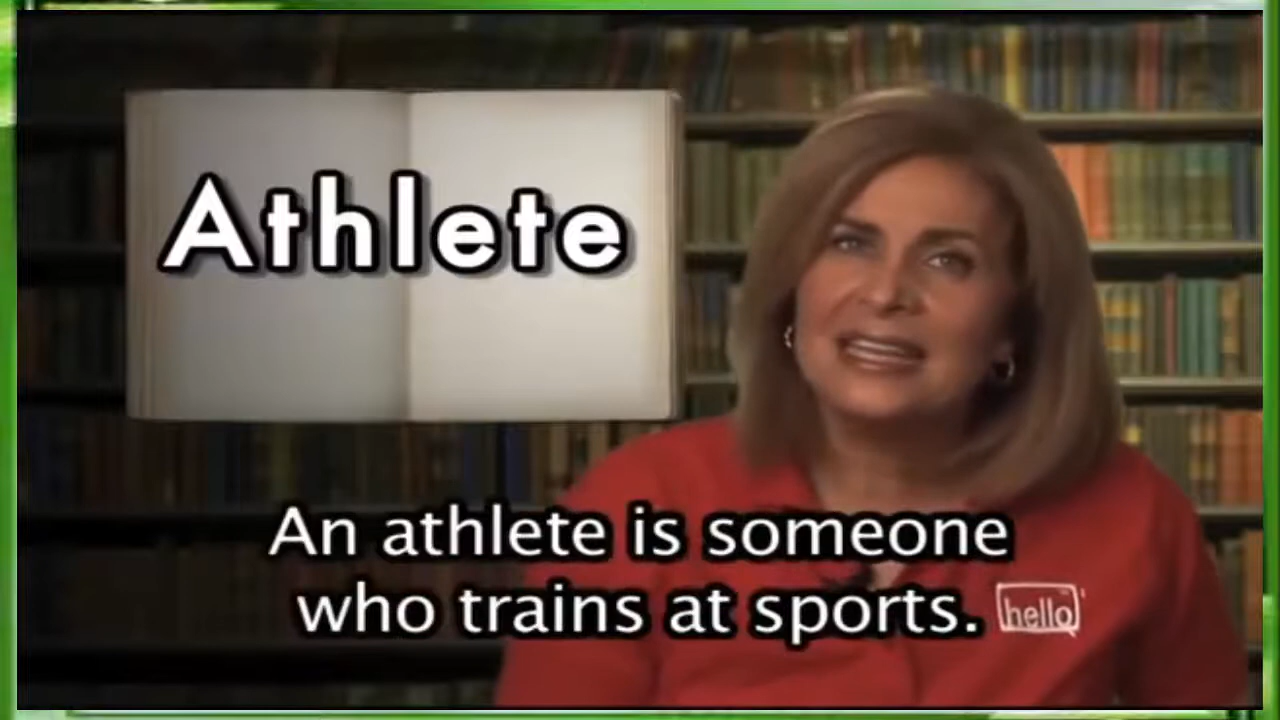 Athlete
An athlete is someone
who trains at sports.
hello